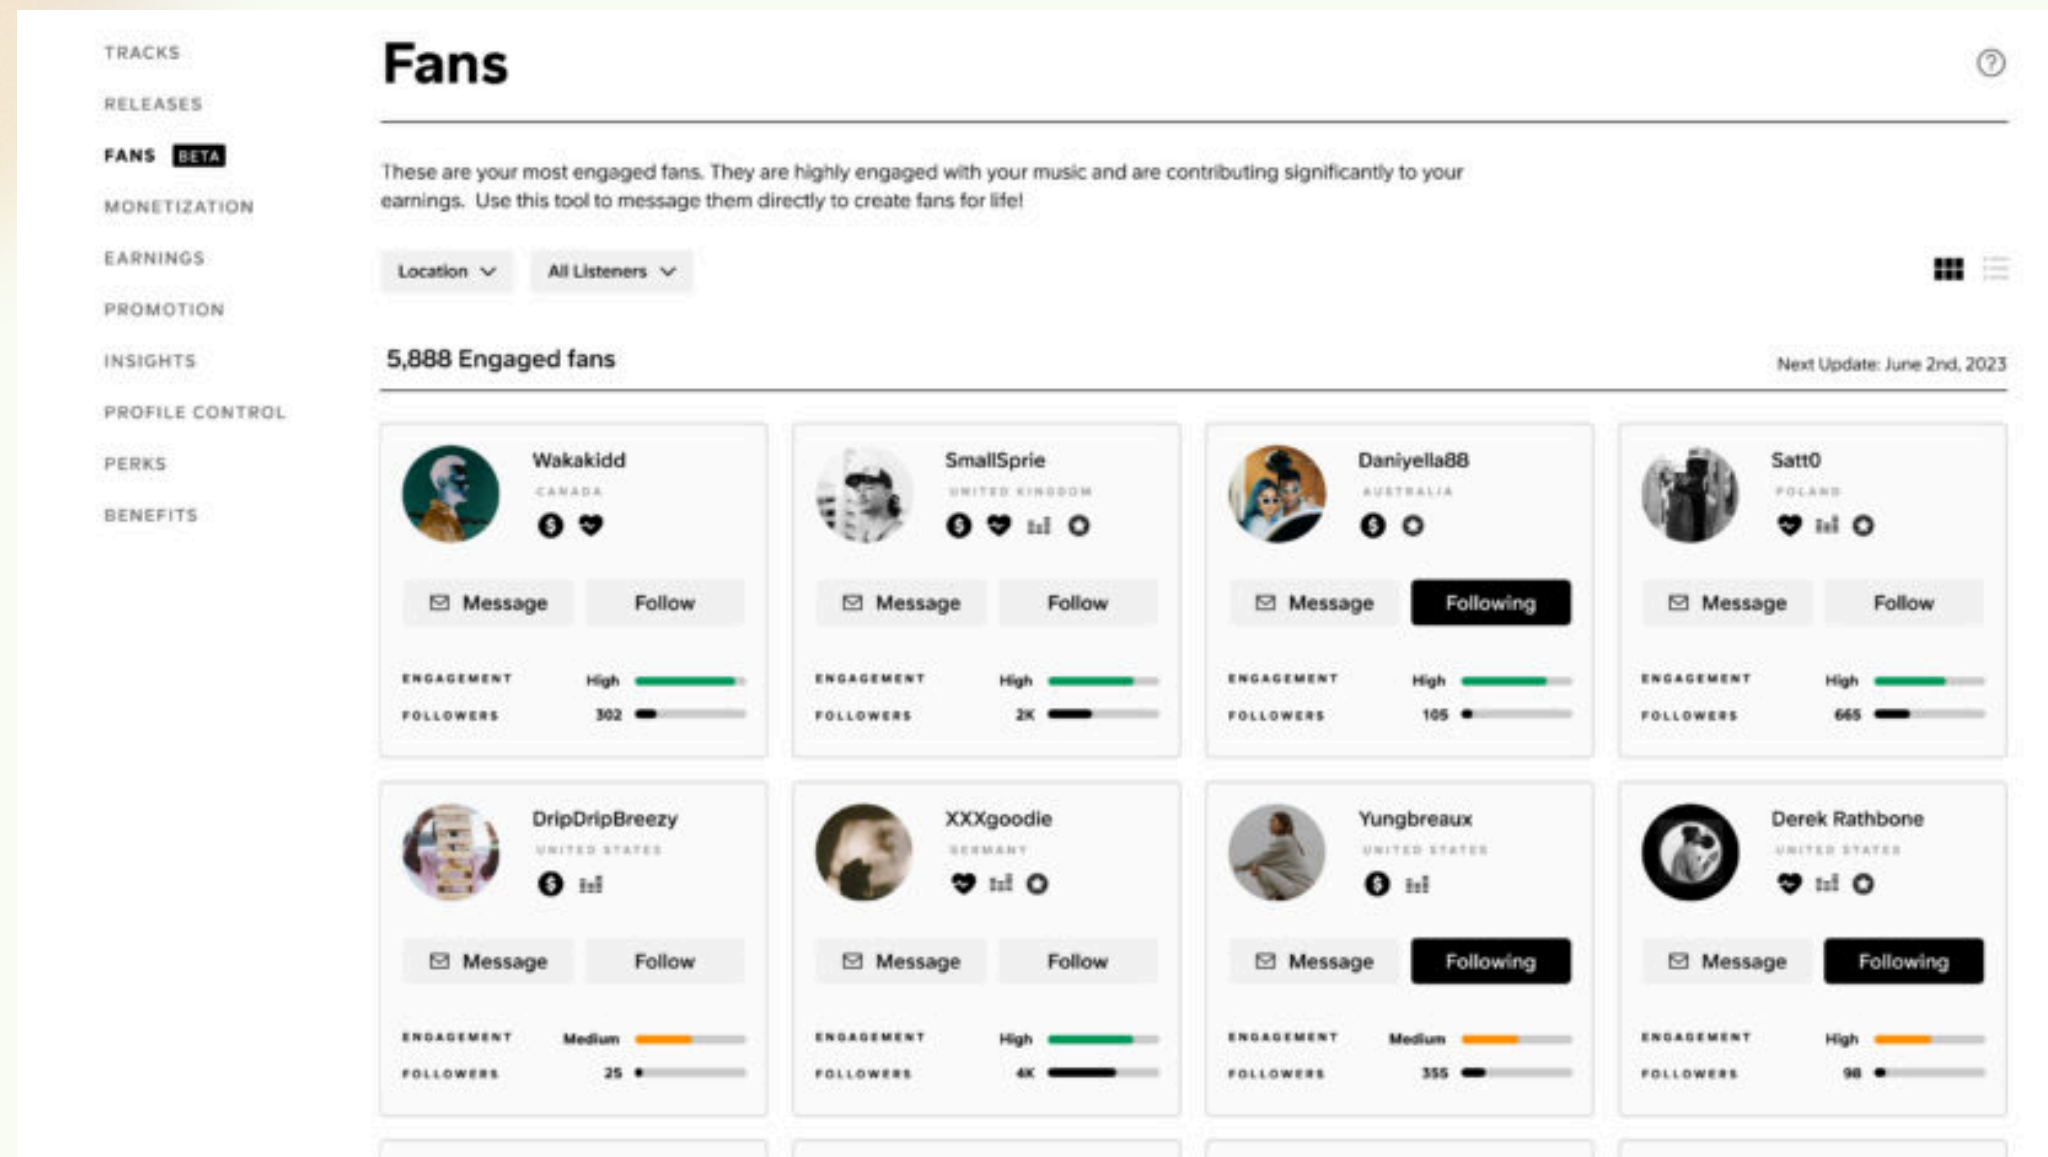 TRACKS
RELEASES
FANS BETA
MONETIZATION
EARNINGS
PROMOTION
INSIGHTS
PROFILE CONTROL
PERKS
BENEFITS
Fans
These are your most engaged fans. They are highly engaged with your music and are contributing significantly to your
earnings. Use this tool to message them directly to create fans for life!
Location
All Listeners
5,888 Engaged fans
Next Update: June 2nd, 2023
Wakakidd
CANADA
Message
Follow
ENGAGEMENT High
FOLLOWERS 302
SmallSprie
UNITED KINGDOM
Message
Follow
ENGAGEMENT High
FOLLOWERS 2K
Daniyella88
AUSTRALIA
Message
Following
ENGAGEMENT High
FOLLOWERS 105
Satt0
POLAND
Message
Follow
ENGAGEMENT High
FOLLOWERS 665
DripDripBreezy
UNITED STATES
Message
Follow
ENGAGEMENT Medium
FOLLOWERS 25
XXXgoodie
GERMANY
Message
Follow
ENGAGEMENT High
FOLLOWERS 4K
Yungbreaux
UNITED STATES
Message
Following
ENGAGEMENT Medium
FOLLOWERS 355
Derek Rathbone
UNITED STATES
Message
Following
ENGAGEMENT High
FOLLOWERS 98